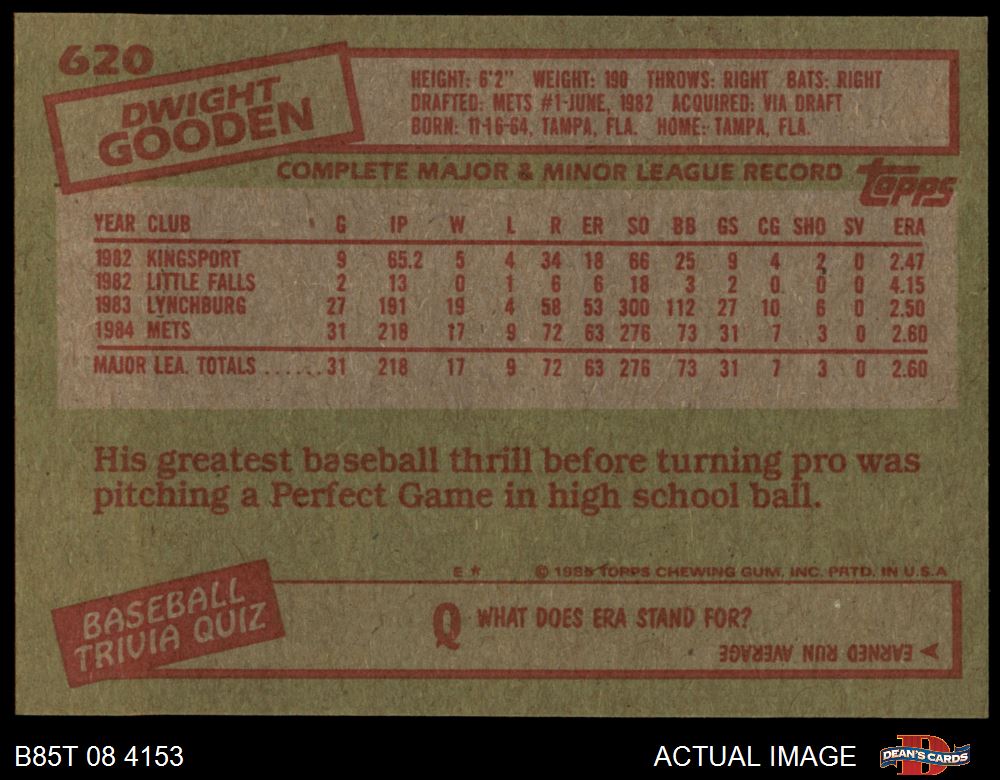 620
DWIGHT
GOODEN
HEIGHT: 6'2" WEIGHT: 190 THROWS: RIGHT BATS: RIGHT
DRAFTED: METS #1-JUNE, 1982 ACQUIRED: VIA DRAFT
BORN: 11-16-64, TAMPA, FLA. HOME: TAMPA, FLA.
COMPLETE MAJOR & MINOR LEAGUE RECORD
topps
YEAR CLUB G IP W L R ER SO BB GS CG SHO SV ERA
1982 KINGSPORT 9 65.2 5 4 34 18 66 25 9 4 2 0 2.47
1982 LITTLE FALLS 2 13 0 1 6 6 18 3 2 0 0 0 4.15
1983 LYNCHBURG 27 191 19 4 58 53 300 112 27 10 6 0 2.50
1984 METS 31 218 17 9 72 63 276 73 31 7 3 0 2.60
MAJOR LEA. TOTALS ...... 31 218 17 9 72 63 276 73 31 7 3 0 2.60
His greatest baseball thrill before turning pro was
pitching a Perfect Game in high school ball.
E * © 1985 TOPPS CHEWING GUM, INC. PRTD. IN U.S.A
BASEBALL
TRIVIA QUIZ
Q WHAT DOES ERA STAND FOR?
EARNED RUN AVERAGE
B85T 08 4153
ACTUAL IMAGE
D
DEAN'S CARDS